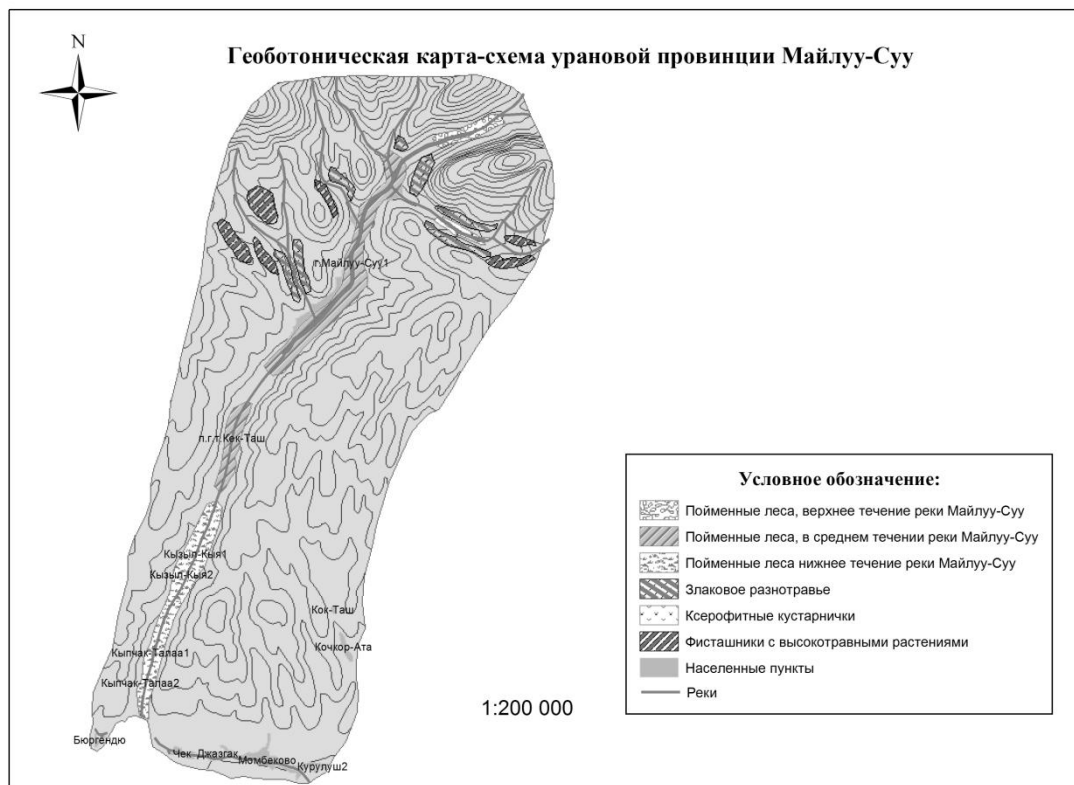 N
Геоботоническая карта-схема урановой провинции Майлуу-Суу
г.Майлуу-Суу1
п.г.т.Кек-Таш
Кызыл-Кыя1
Кызыл-Кыя2
Кок-Таш
Кочкор-Ата
Кыпчак-Талаа1
Кыпчак-Талаа2
Бюргендю
Чек Джазгак
Момбеково
Курулуш2
1:200 000
Условное обозначение:
Пойменные леса, верхнее течение реки Майлуу-Суу
Пойменные леса, в среднем течении реки Майлуу-Суу
Пойменные леса нижнее течение реки Майлуу-Суу
Злаковое разнотравье
Ксерофитные кустарнички
Фисташники с высокотравными растениями
Населенные пункты
Реки